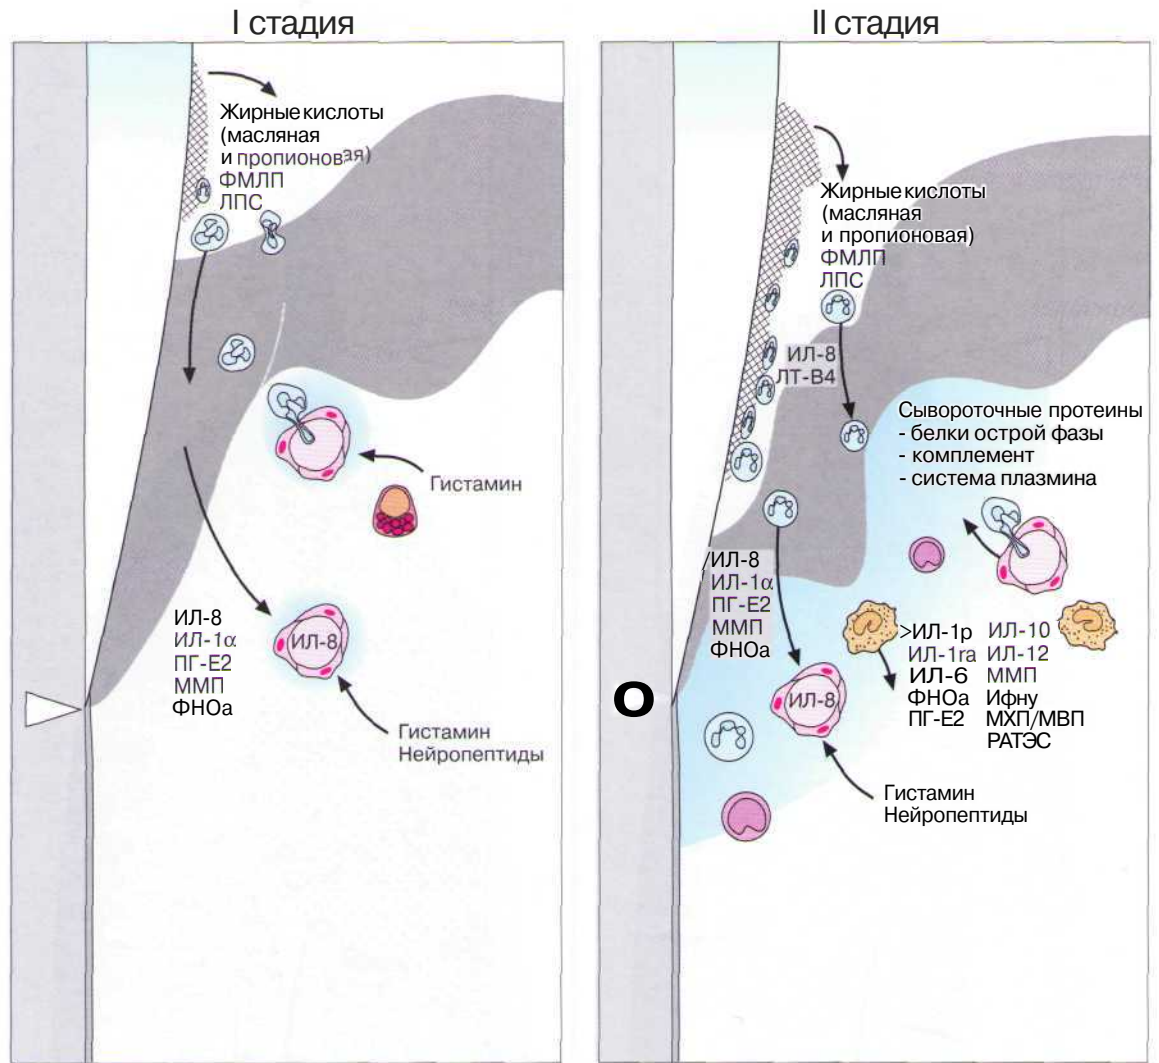 I стадия
Жирные кислоты
(масляная
и пропионовая)
ФМЛП
ЛПС
Гистамин
ИЛ-8
ИЛ-1α
ПГ-Е2
ММП
ФНОа
ИЛ-8
Гистамин
Нейропептиды
II стадия
Жирные кислоты
(масляная
и пропионовая)
ФМЛП
ЛПС
ИЛ-8
ЛТ-В4
Сывороточные протеины
- белки острой фазы
- комплемент
- система плазмина
/ИЛ-8
ИЛ-1α
ПГ-Е2
ММП
ФНОа
>ИЛ-1р
ИЛ-1ra
ИЛ-6
ФНОа
ПГ-Е2
ИЛ-10
ИЛ-12
ММП
Ифну
МХП/МВП
РАТЭС
О
ИЛ-8
Гистамин
Нейропептиды